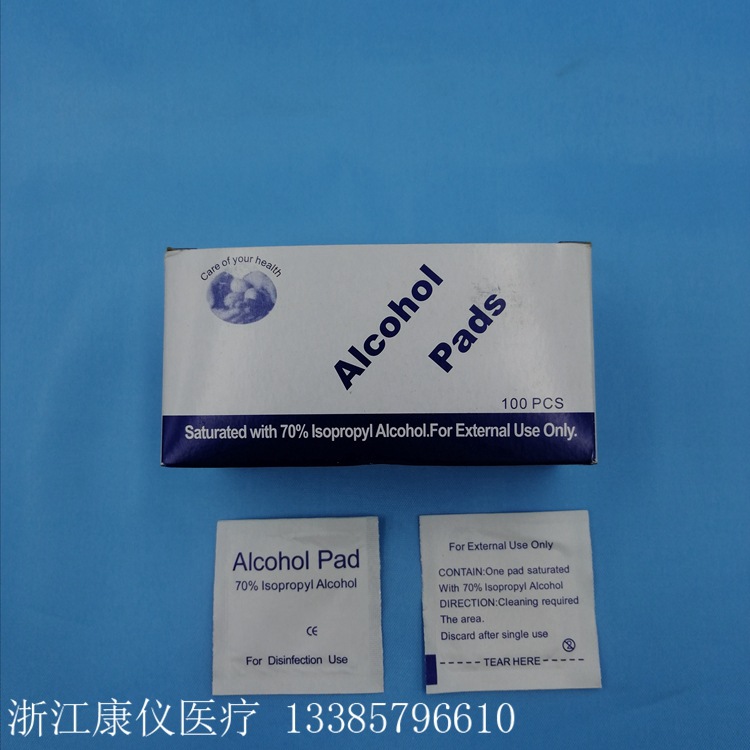 Care of your health
Alcohol
Pads
100 PCS
Saturated with 70% Isopropyl Alcohol.For External Use Only.
Alcohol Pad
70% Isopropyl Alcohol
CE
For Disinfection Use
For External Use Only
CONTAIN:One pad saturated
With 70% Isopropyl Alcohol
DIRECTION:Cleaning required
The area.
Discard after single use
TEAR HERE
浙江康仪医疗 13385796610